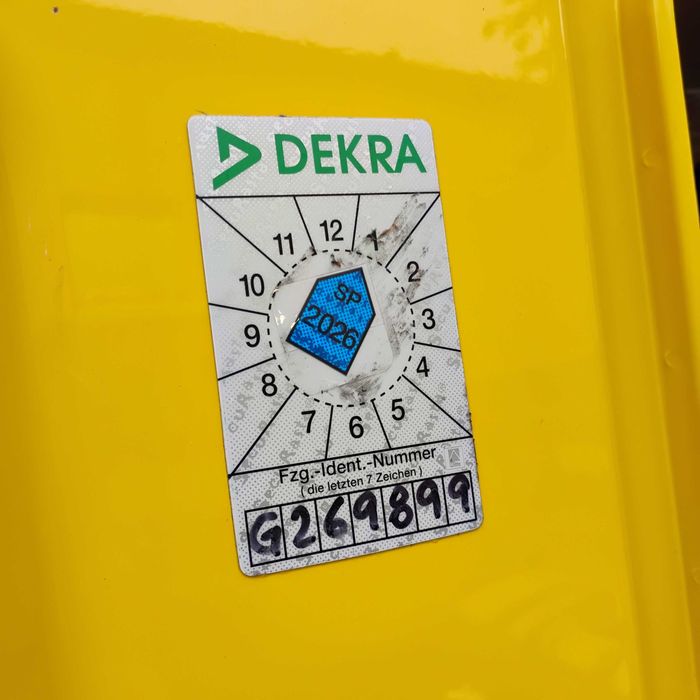 DEKRA
12
1
2
3
4
5
6
7
8
9
10
11
SP
2026
Fzg.-Ident.-Nummer
( die letzten 7 Zeichen )
G269899